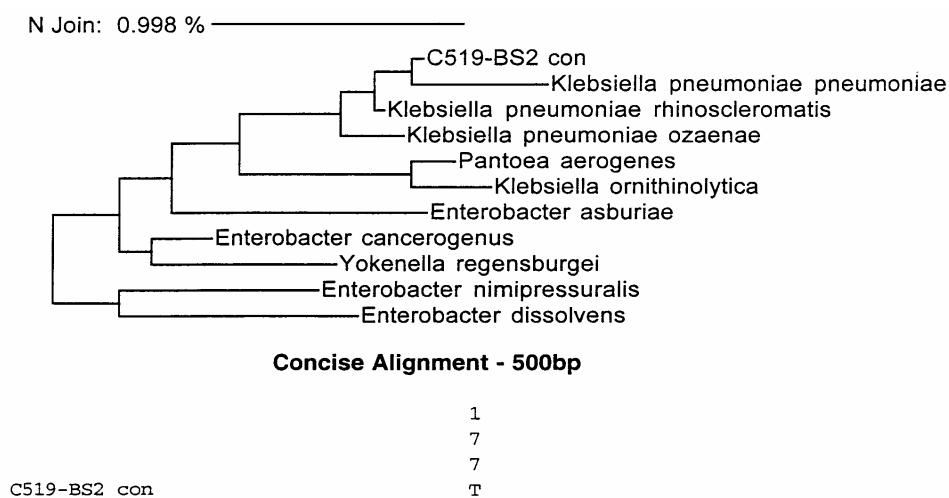 N Join: 0.998 %
C519-BS2 con
Klebsiella pneumoniae pneumoniae
Klebsiella pneumoniae rhinoscleromatis
Klebsiella pneumoniae ozaenae
Pantoea aerogenes
Klebsiella ornithinolytica
Enterobacter asburiae
Enterobacter cancerogenus
Yokenella regensburgei
Enterobacter nimipressuralis
Enterobacter dissolvens
Concise Alignment - 500bp
1
7
7
C519-BS2 con T